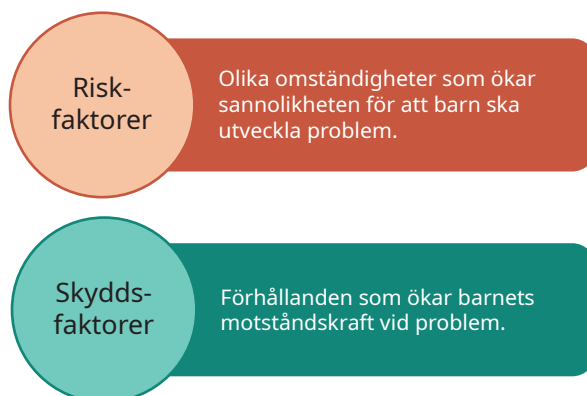 Risk-
faktorer
Olika omständigheter som ökar
sannolikheten för att barn ska
utveckla problem.
Skydds-
faktorer
Förhållanden som ökar barnets
motståndskraft vid problem.